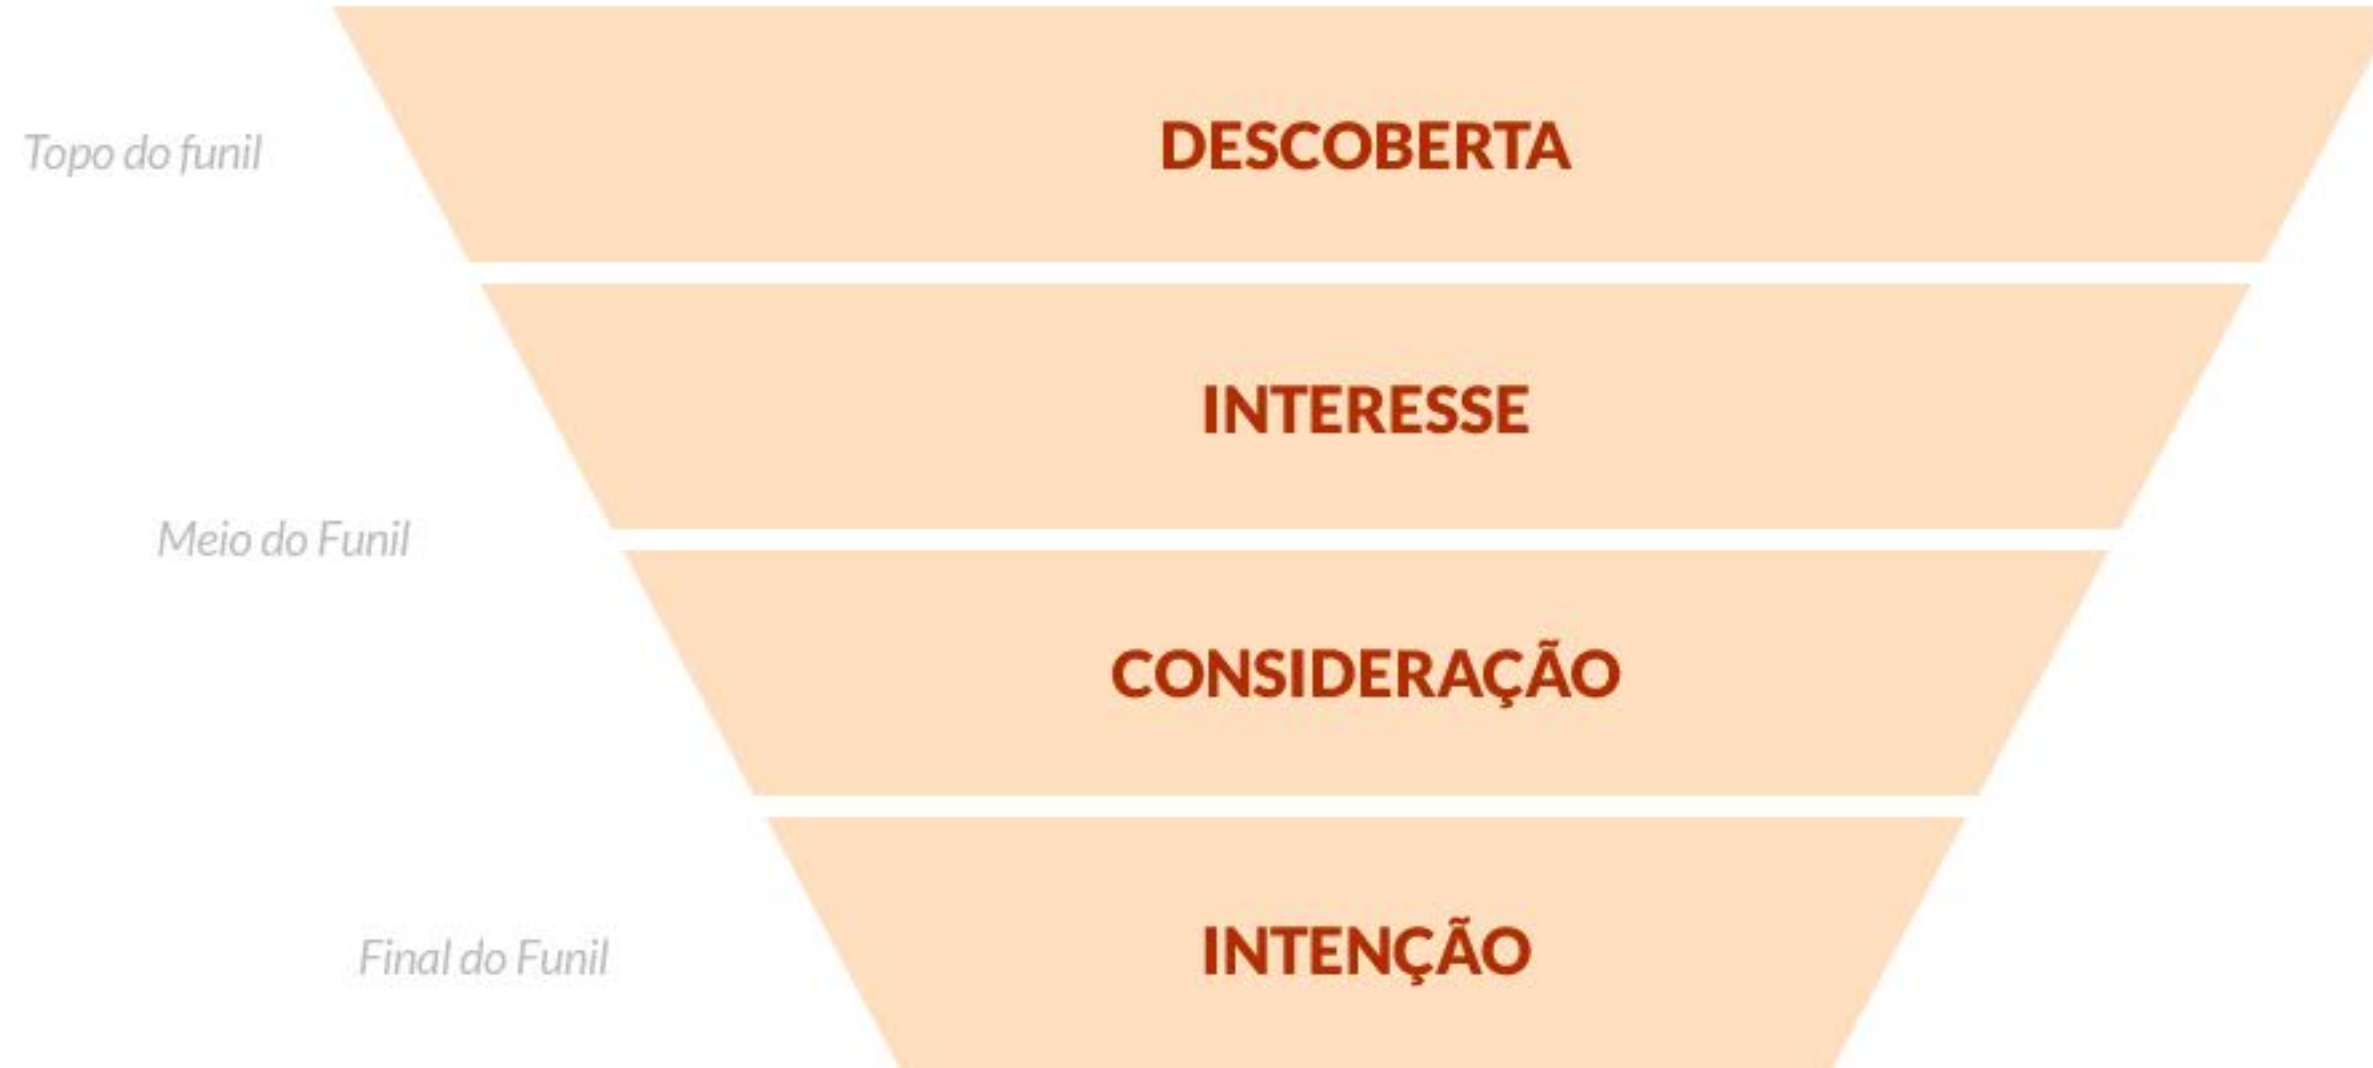 Topo do funil
DESCOBERTA
INTERESSE
Meio do Funil
CONSIDERAÇÃO
Final do Funil
INTENÇÃO